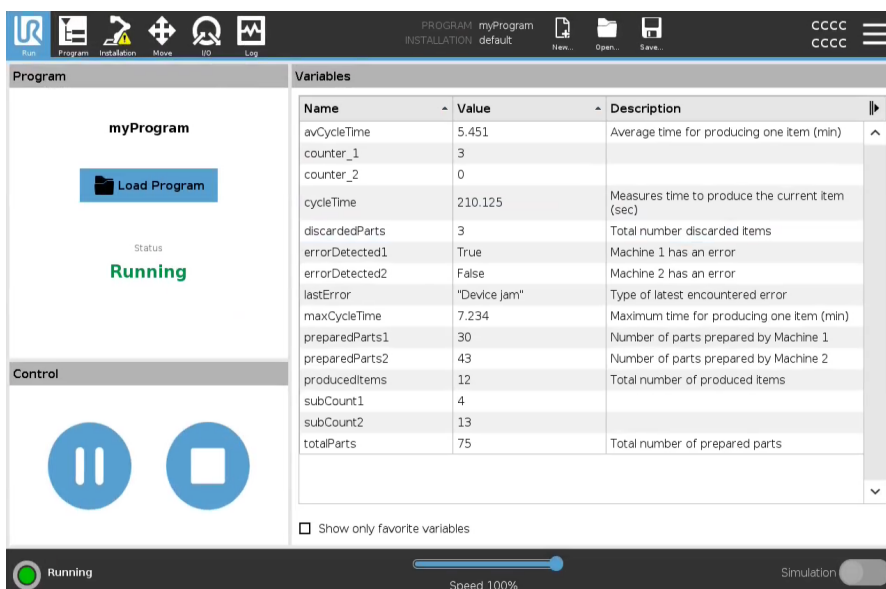 UR
PROGRAM myProgram
INSTALLATION default
Run Program Installation Move I/O Log New... Open... Save... CCCC
CCCC
Program
myProgram
Load Program
Status
Running
Control
Variables
Name Value Description
avCycleTime 5.451 Average time for producing one item (min)
counter_1 3
counter_2 0
cycleTime 210.125 Measures time to produce the current item
(sec)
discardedParts 3 Total number discarded items
errorDetected1 True Machine 1 has an error
errorDetected2 False Machine 2 has an error
lastError "Device jam" Type of latest encountered error
maxCycleTime 7.234 Maximum time for producing one item (min)
preparedParts1 30 Number of parts prepared by Machine 1
preparedParts2 43 Number of parts prepared by Machine 2
producedItems 12 Total number of produced items
subCount1 4
subCount2 13
totalParts 75 Total number of prepared parts
Show only favorite variables
Running
Speed 100%
Simulation